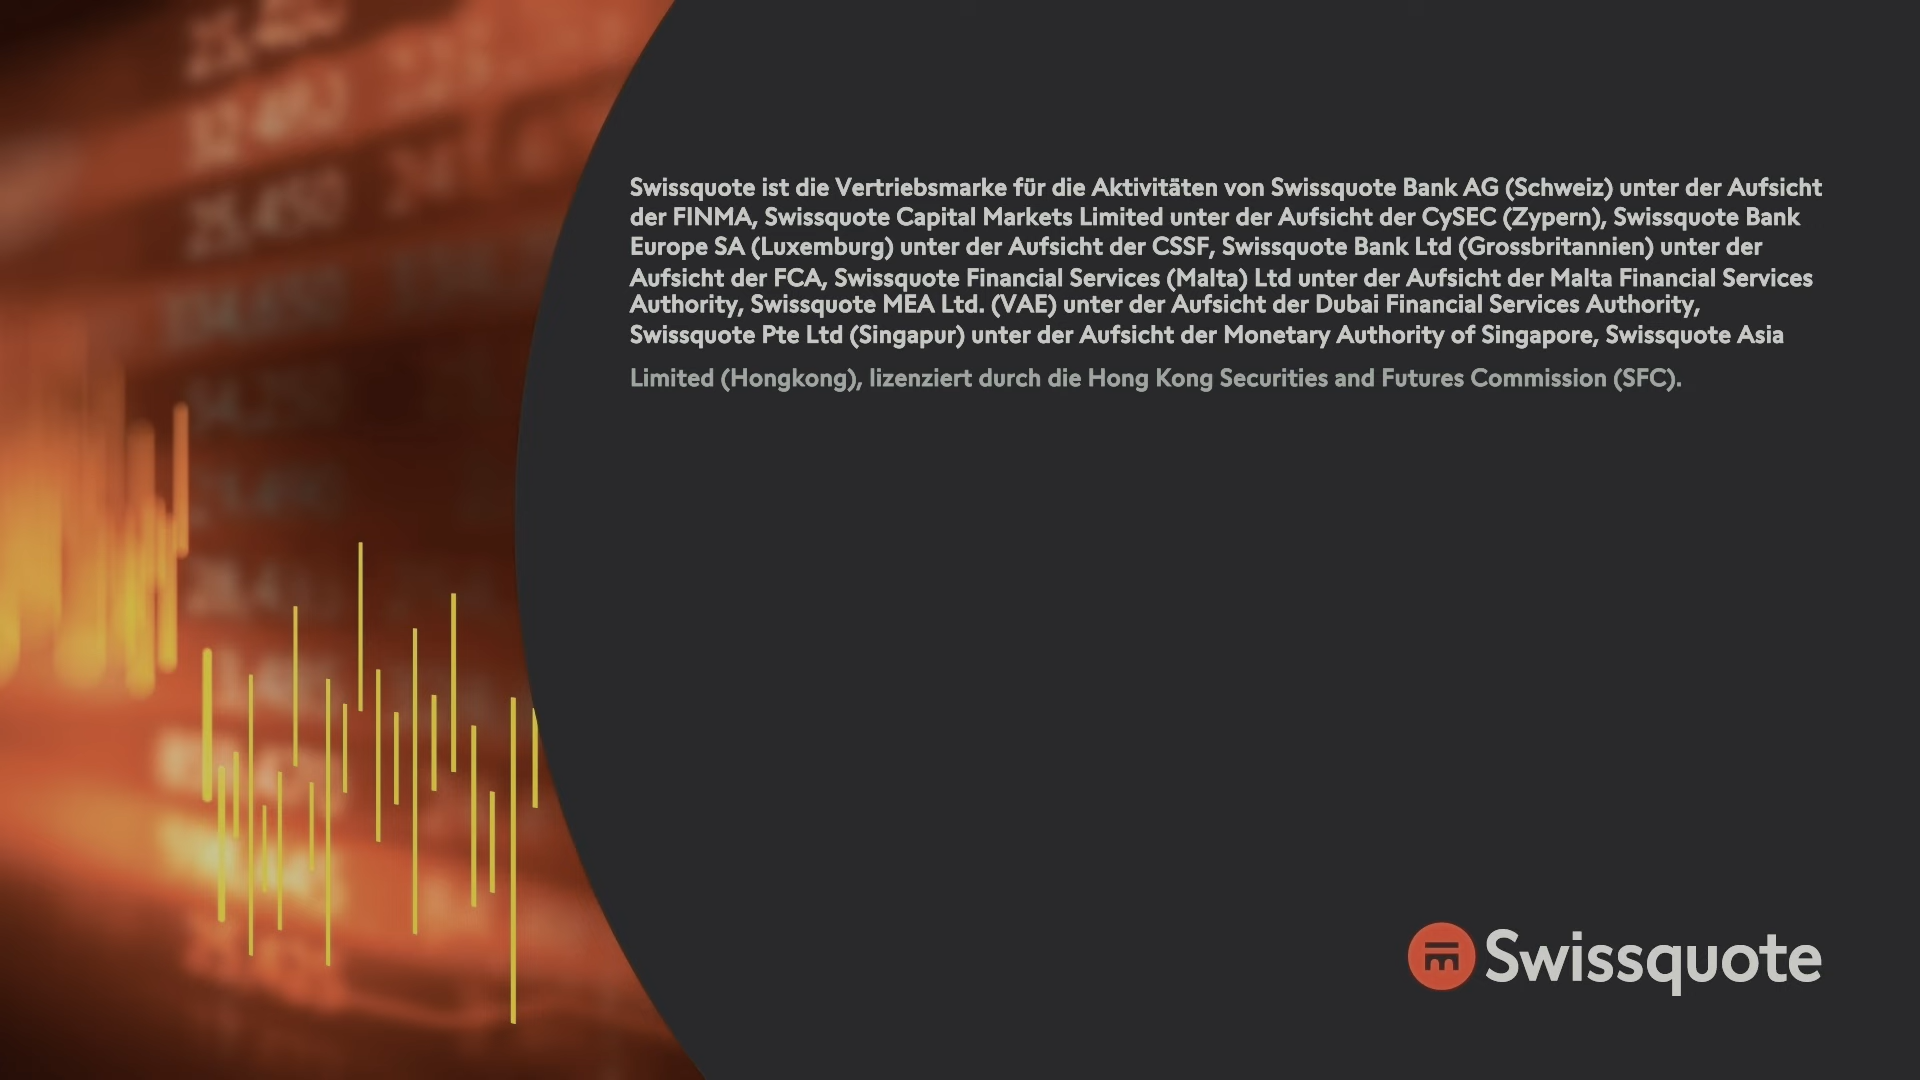 Swissquote ist die Vertriebsmarke für die Aktivitäten von Swissquote Bank AG (Schweiz) unter der Aufsicht
der FINMA, Swissquote Capital Markets Limited unter der Aufsicht der CySEC (Zypern), Swissquote Bank
Europe SA (Luxemburg) unter der Aufsicht der CSSF, Swissquote Bank Ltd (Grossbritannien) unter der
Aufsicht der FCA, Swissquote Financial Services (Malta) Ltd unter der Aufsicht der Malta Financial Services
Authority, Swissquote MEA Ltd. (VAE) unter der Aufsicht der Dubai Financial Services Authority,
Swissquote Pte Ltd (Singapur) unter der Aufsicht der Monetary Authority of Singapore, Swissquote Asia
Limited (Hongkong), lizenziert durch die Hong Kong Securities and Futures Commission (SFC).
Swissquote